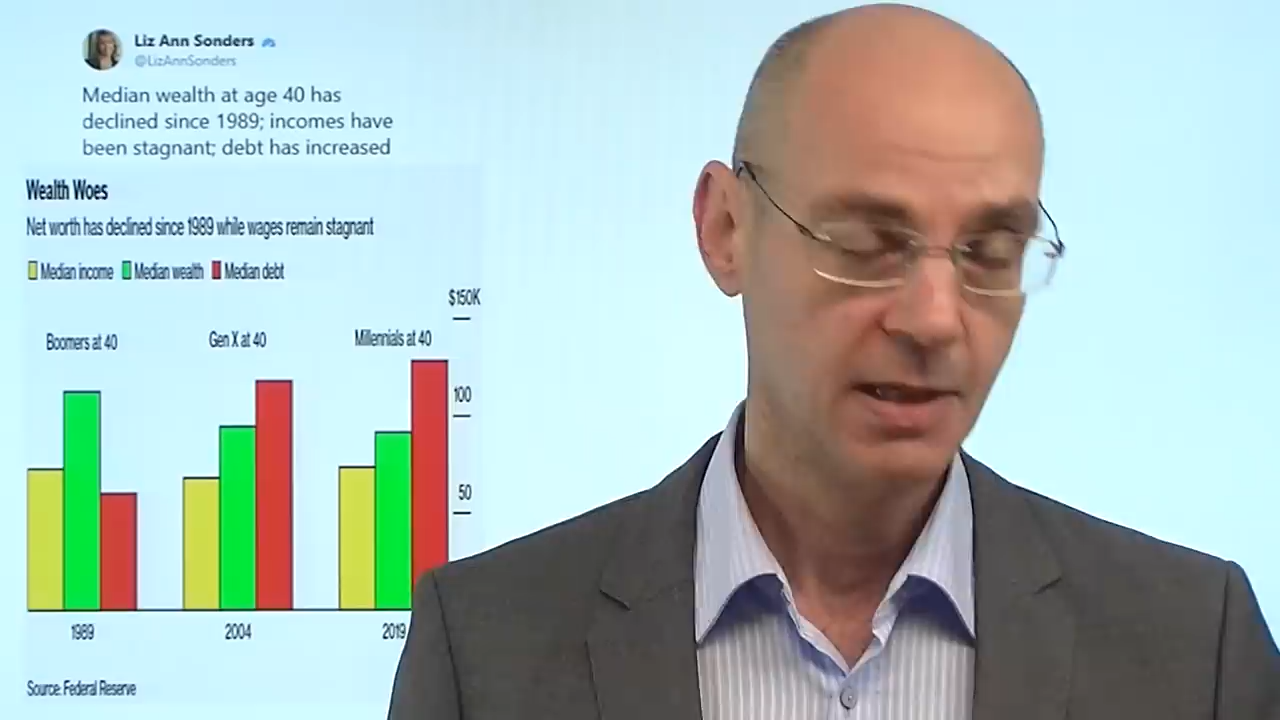 Liz Ann Sonders
@LizAnnSonders
Median wealth at age 40 has
declined since 1989; incomes have
been stagnant; debt has increased
Wealth Woes
Net worth has declined since 1989 while wages remain stagnant
Median income Median wealth Median debt
$150K
Boomers at 40 Gen X at 40 Millennials at 40
100
50
1989 2004 2019
Source: Federal Reserve